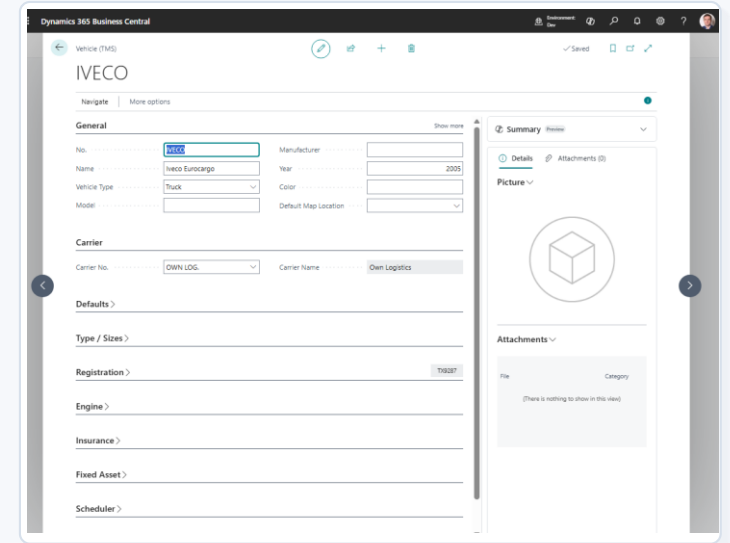 Dynamics 365 Business Central
Environment:
Dev
Vehicle (TMS)
Saved
IVECO
Navigate
More options
General
Show more
No.
IVECO
Manufacturer
Name
Iveco Eurocargo
Year
2005
Vehicle Type
Truck
Color
Model
Default Map Location
Carrier
Carrier No.
OWN LOG.
Carrier Name
Own Logistics
Defaults
Type / Sizes
Registration
TX9287
Engine
Insurance
Fixed Asset
Scheduler
Summary
Preview
Details
Attachments (0)
Picture
Attachments
File
Category
(There is nothing to show in this view)